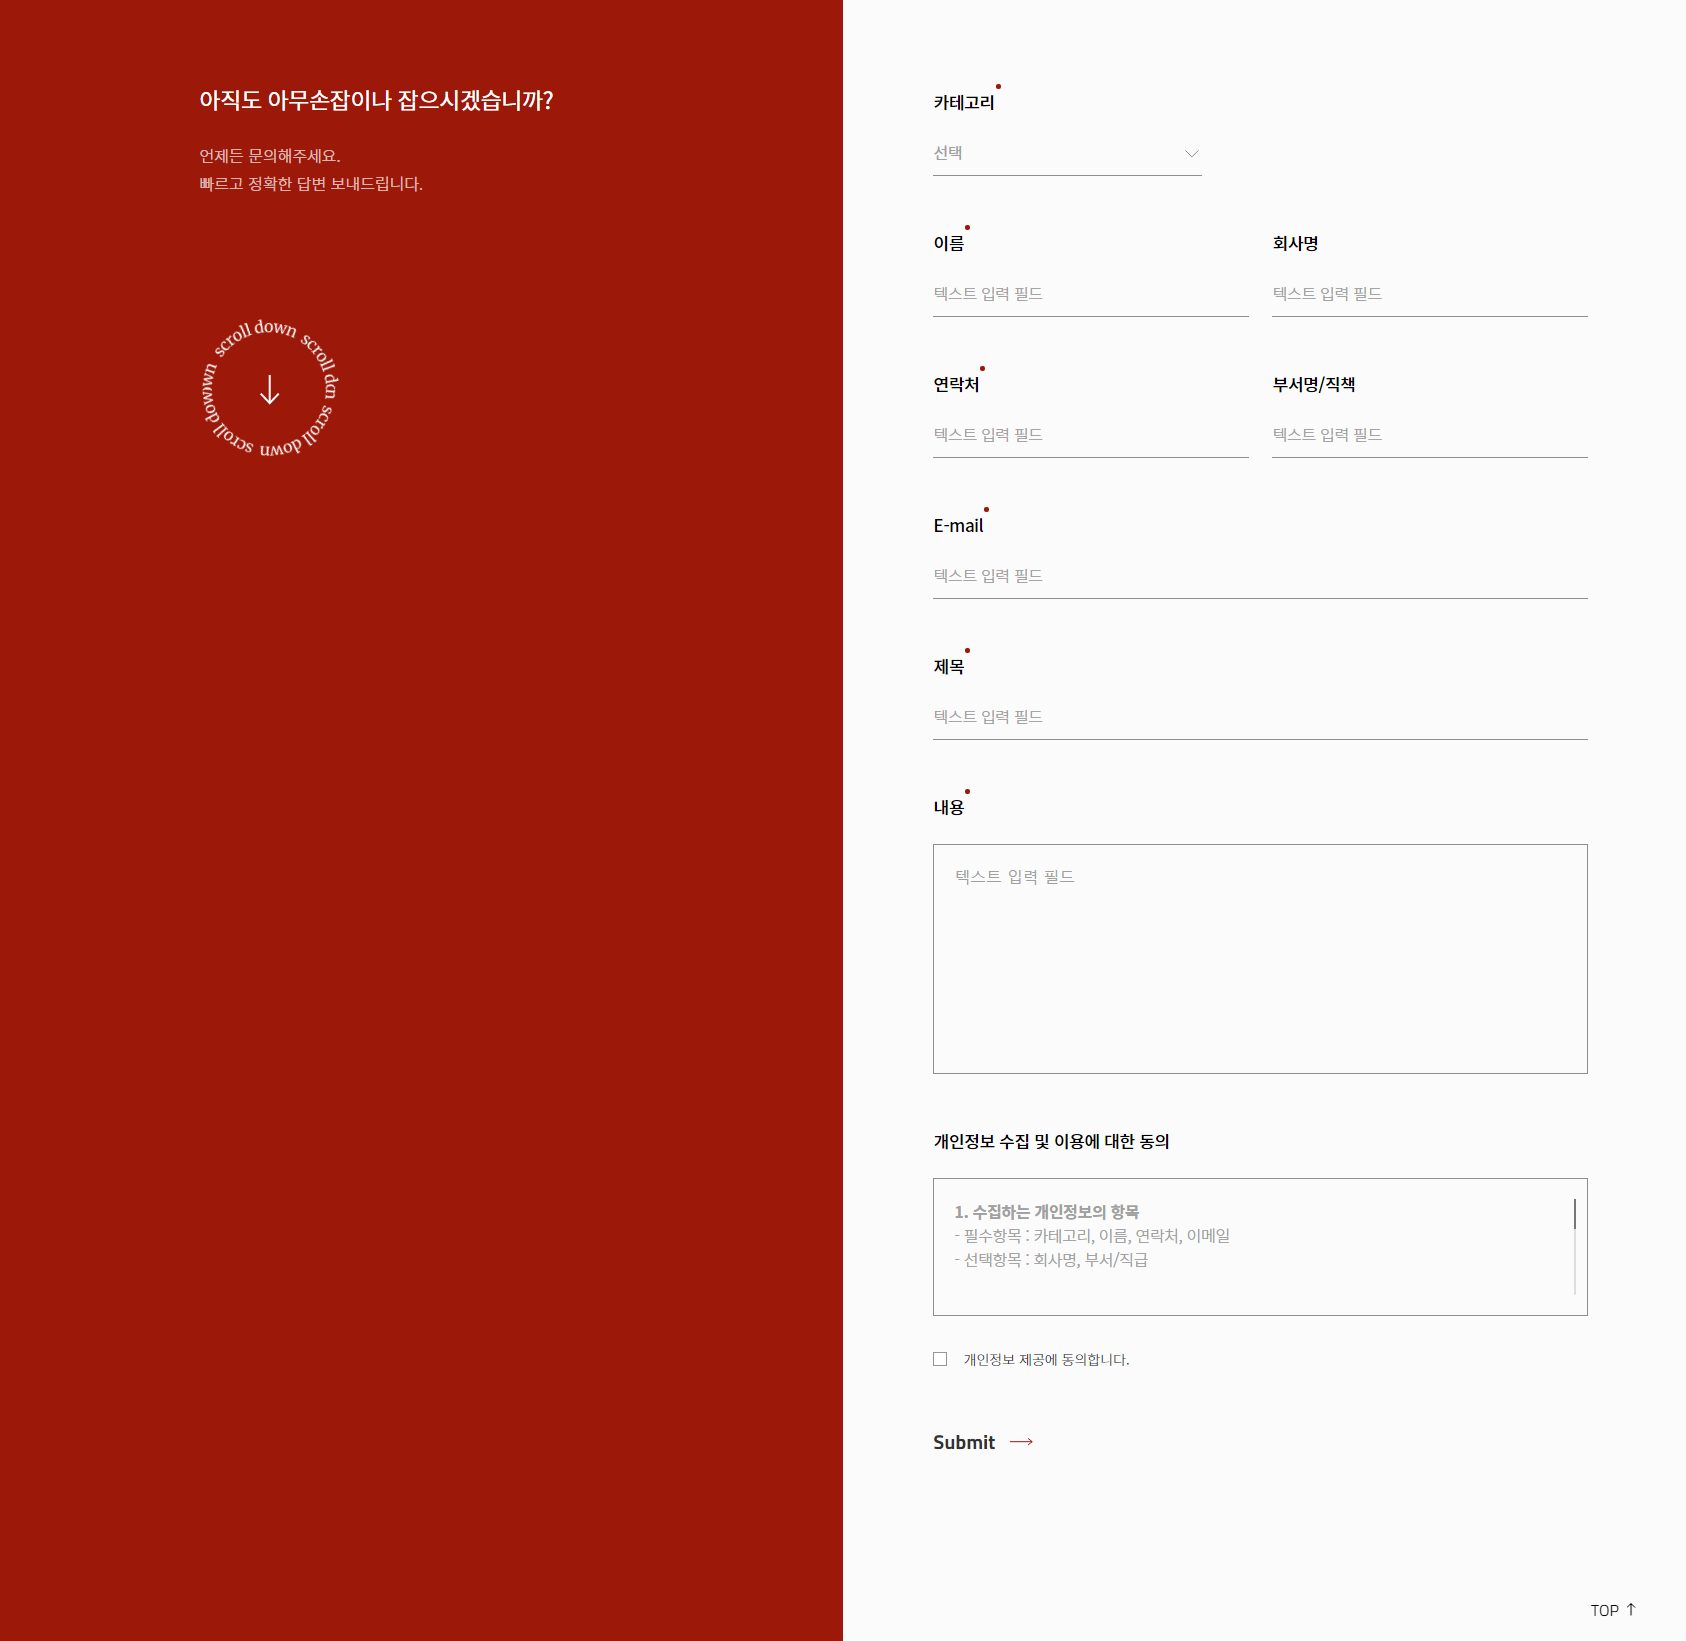 아직도 아무손잡이나 잡으시겠습니까?
언제든 문의해주세요.
빠르고 정확한 답변 보내드립니다.
scroll down scroll dan scroll down scroll dowown
카테고리
선택
이름
회사명
텍스트 입력 필드
텍스트 입력 필드
연락처
부서명/직책
텍스트 입력 필드
텍스트 입력 필드
E-mail
텍스트 입력 필드
제목
텍스트 입력 필드
내용
텍스트 입력 필드
개인정보 수집 및 이용에 대한 동의
1. 수집하는 개인정보의 항목
- 필수항목 : 카테고리, 이름, 연락처, 이메일
- 선택항목 : 회사명, 부서/직급
개인정보 제공에 동의합니다.
Submit
TOP